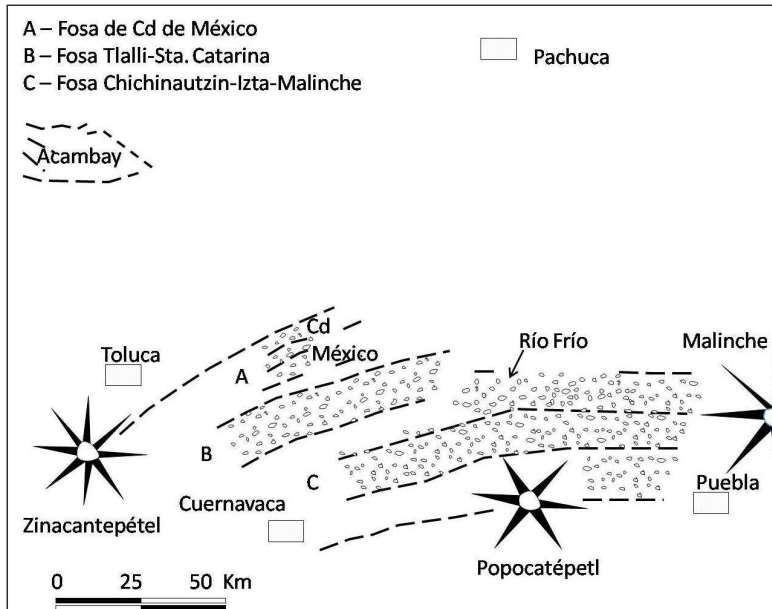 A – Fosa de Cd de México
B – Fosa Tlalli-Sta. Catarina
C – Fosa Chichinautzin-Izta-Malinche
Pachuca
Acambay
Cd
México
Río Frío
Malinche
Toluca
A
B
C
Cuernavaca
Puebla
Zinacantepétel
Popocatépetl
0 25 50 Km